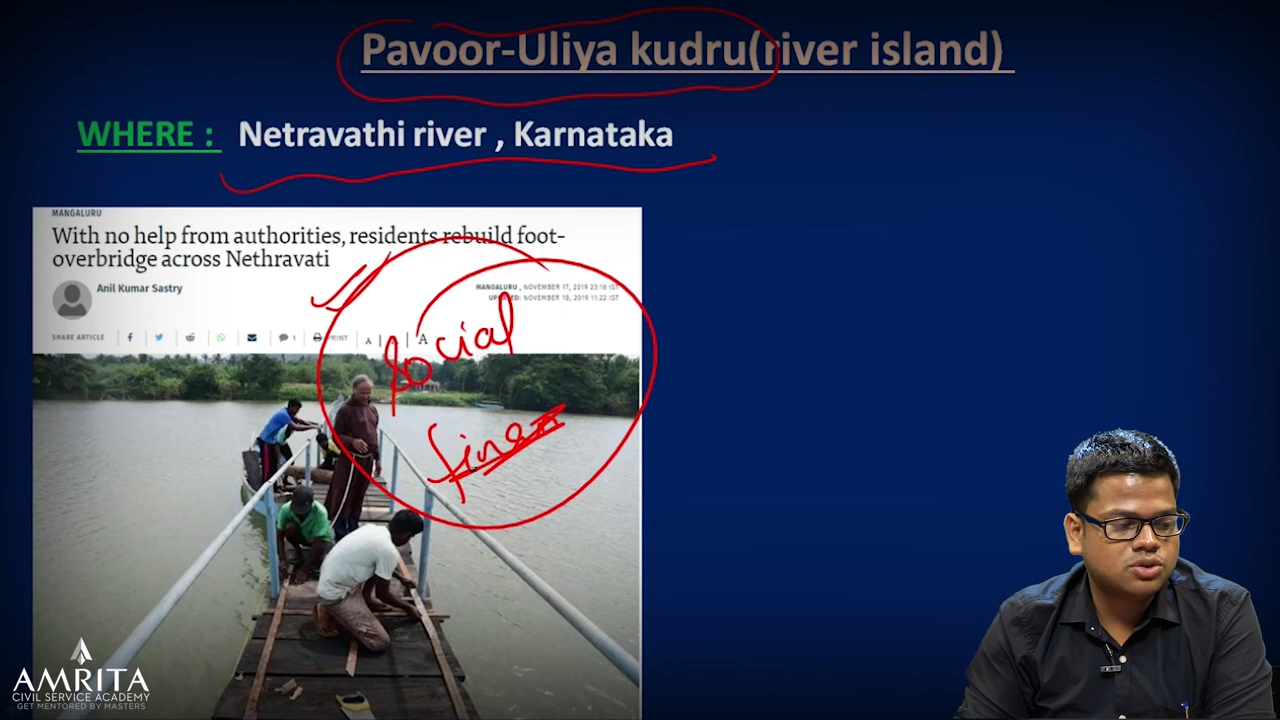 Pavoor-Uliya kudru(river island)
WHERE : Netravathi river , Karnataka
MANGALURU
With no help from authorities, residents rebuild foot-
overbridge across Nethravati
Anil Kumar Sastry
MANGALURU , NOVEMBER 17, 2019 23:16 IST
UPDATED: NOVEMBER 18, 2019 11:22 IST
SHARE ARTICLE
1
PRINT
A
A
social
AMRITA
CIVIL SERVICE ACADEMY
GET MENTORED BY MASTERS